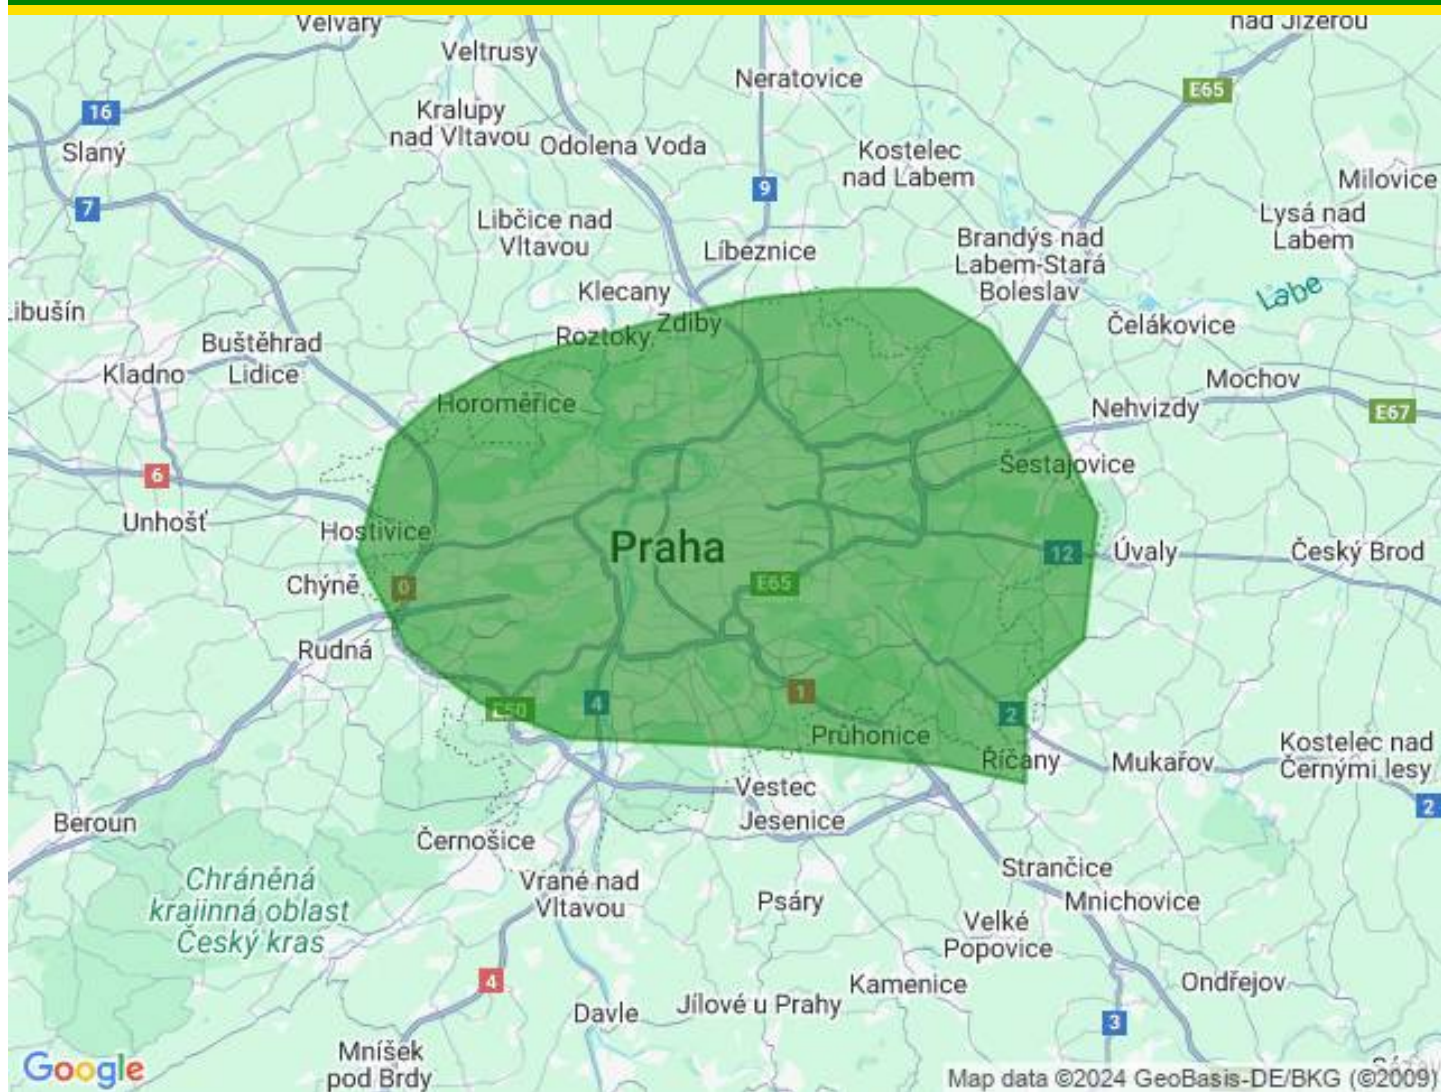 Velvary
nad Jizerou
Veltrusy
Neratovice
E65
16
Kralupy
nad Vltavou
Odolena Voda
Slaný
Kostelec
nad Labem
Milovice
9
7
Libčice nad
Vltavou
Líbeznice
Brandýs nad
Labem-Stará
Boleslav
Lysá nad
Labem
Labe
Klecany
Zdiby
Roztoky
Čelákovice
Libušín
Buštěhrad
Lidice
Kladno
Mochov
Nehvizdy
E67
Horoměřice
Šestajovice
6
Unhošť
Hostivice
Praha
12
Úvaly
Český Brod
Chýně
0
E65
Rudná
E50
4
1
2
Průhonice
Říčany
Mukařov
Kostelec nad
Černými lesy
2
Vestec
Jesenice
Beroun
Černošice
Chráněná
krajinná oblast
Český kras
Vrané nad
Vltavou
Psáry
Strančice
Mnichovice
Velké
Popovice
4
Kamenice
Ondřejov
Davle
Jílové u Prahy
3
Mníšek
pod Brdy
Google
Map data ©2024 GeoBasis-DE/BKG (©2009)